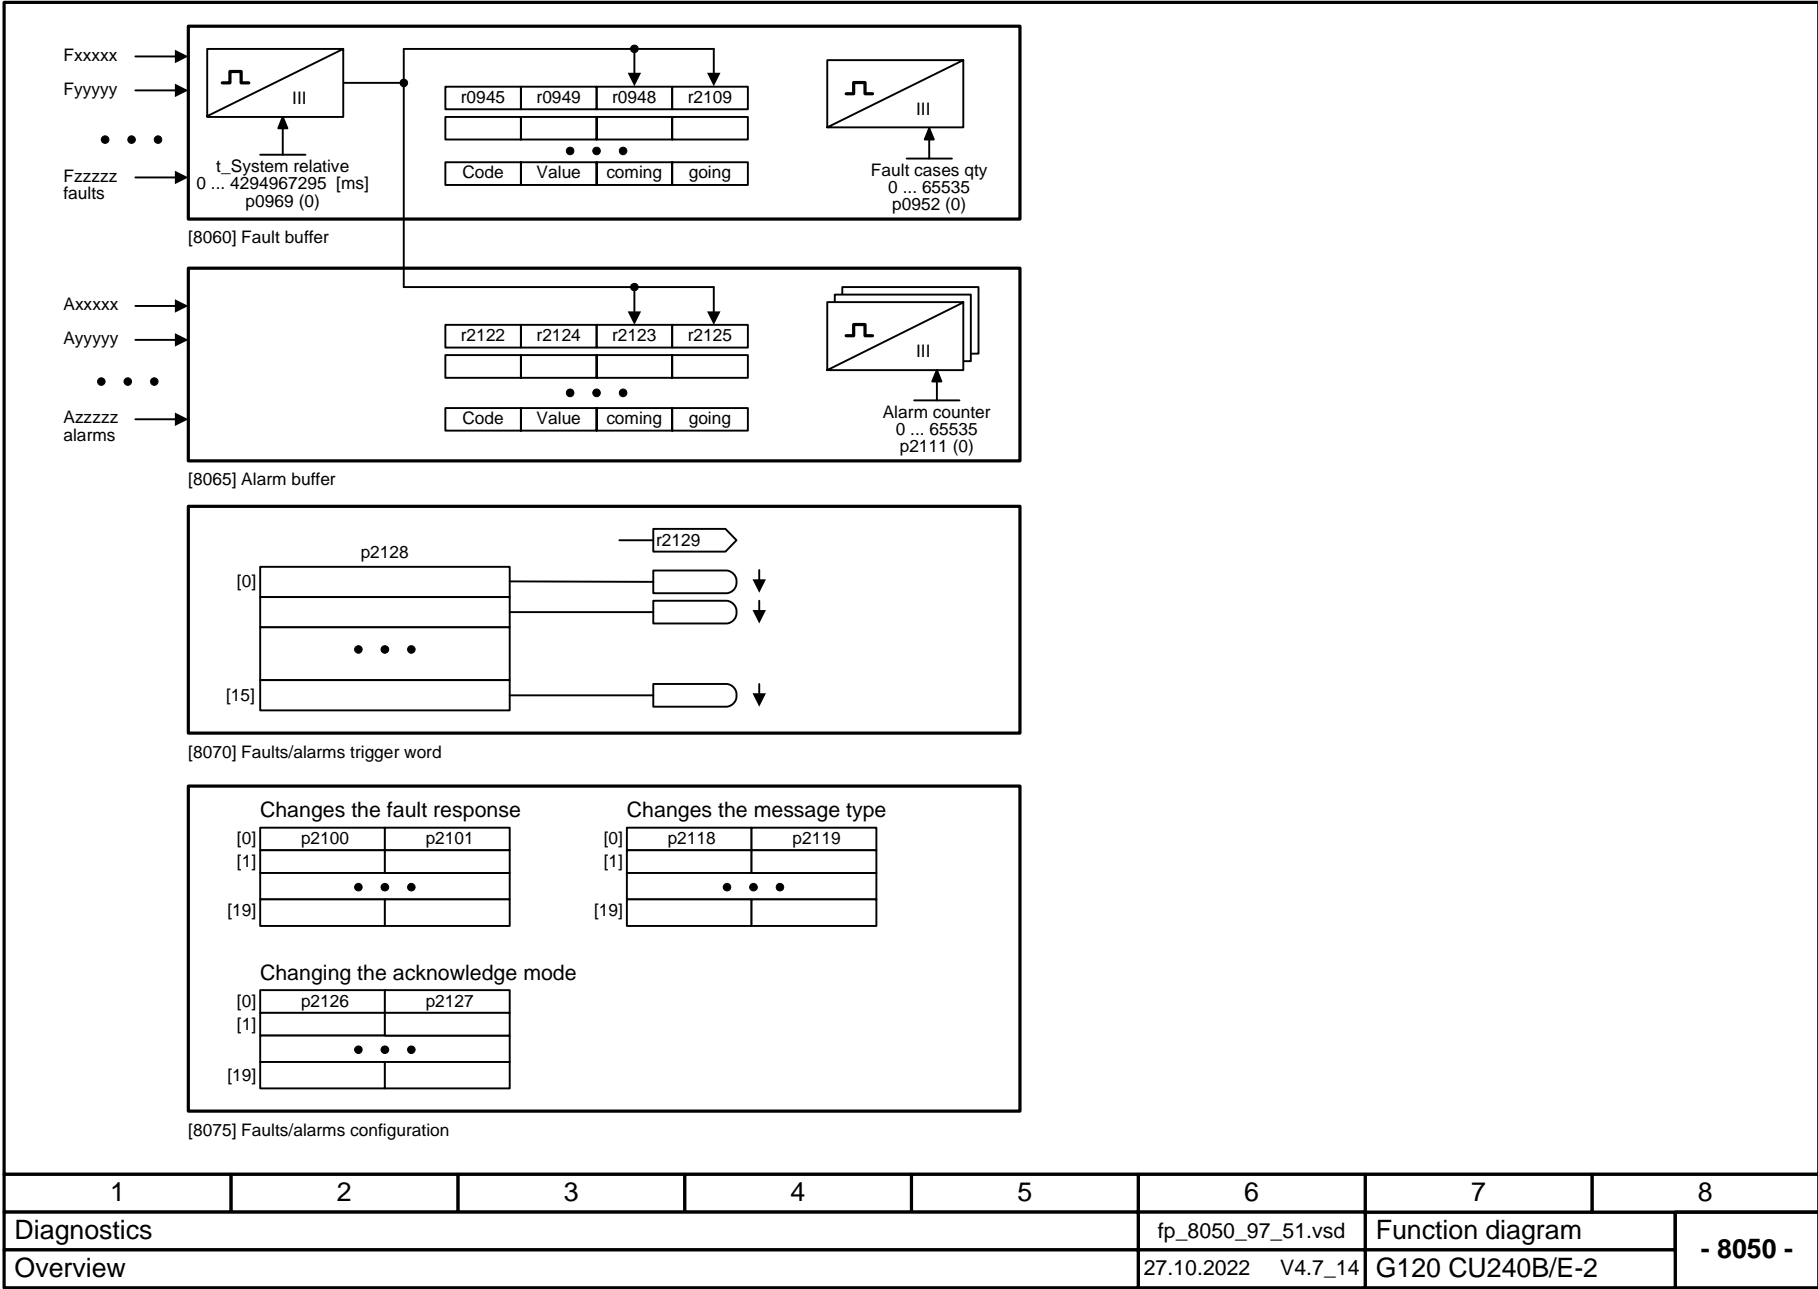 Fxxxxx
Fyyyyy
Fzzzzz
faults
III
t_System relative
0 ... 4294967295 [ms]
p0969 (0)
r0945 r0949 r0948 r2109
Code Value coming going
III
Fault cases qty
0 ... 65535
p0952 (0)
[8060] Fault buffer
Axxxxx
Ayyyyy
Azzzzz
alarms
r2122 r2124 r2123 r2125
Code Value coming going
III
Alarm counter
0 ... 65535
p2111 (0)
[8065] Alarm buffer
p2128
r2129
[0]
[15]
[8070] Faults/alarms trigger word
Changes the fault response
[0] p2100 p2101
[1]
[19]
Changes the message type
[0] p2118 p2119
[1]
[19]
Changing the acknowledge mode
[0] p2126 p2127
[1]
[19]
[8075] Faults/alarms configuration
1 2 3 4 5 6 7 8
Diagnostics fp_8050_97_51.vsd Function diagram
- 8050 -
Overview 27.10.2022 V4.7_14 G120 CU240B/E-2